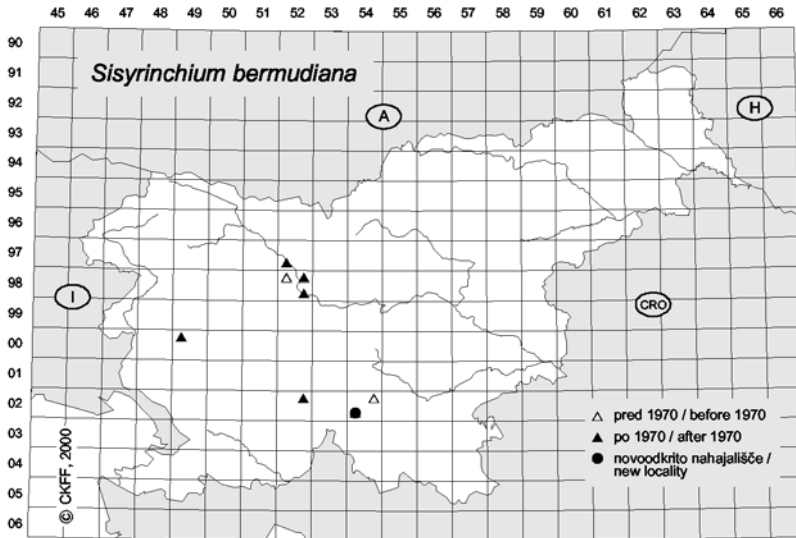 45 46 47 48 49 50 51 52 53 54 55 56 57 58 59 60 61 62 63 64 65 66
90
91
92
93
94
95
96
97
98
99
00
01
02
03
04
05
06
Sisyrinchium bermudiana
A
H
I
CRO
△ pred 1970 / before 1970
▲ po 1970 / after 1970
● novoodkrito nahajališče /
new locality
© CKFF, 2000